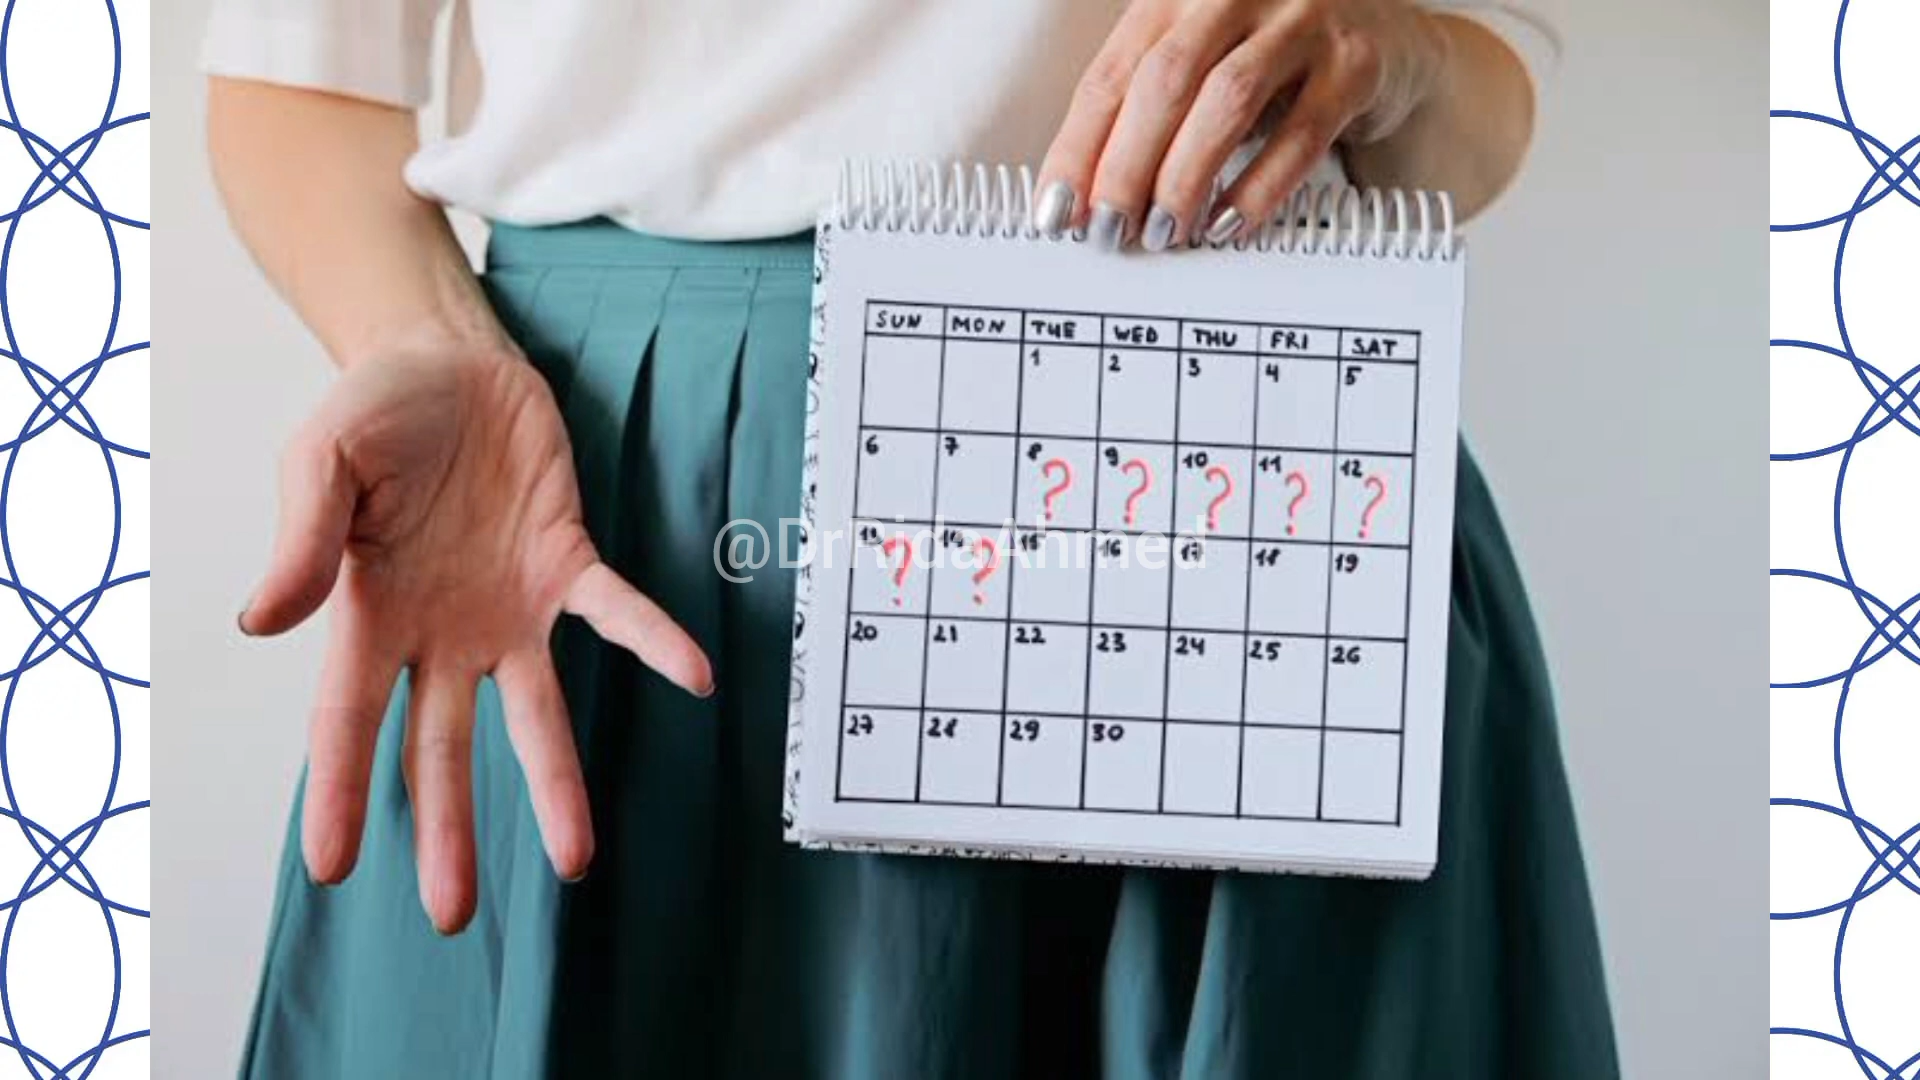 SUN MON TUE WED THU FRI SAT
1 2 3 4 5
6 7 8 ? 9 ? 10 ? 11 ? 12 ?
13 ? 14 ? 15 16 17 18 19
@DrRidaAhmed
20 21 22 23 24 25 26
27 28 29 30